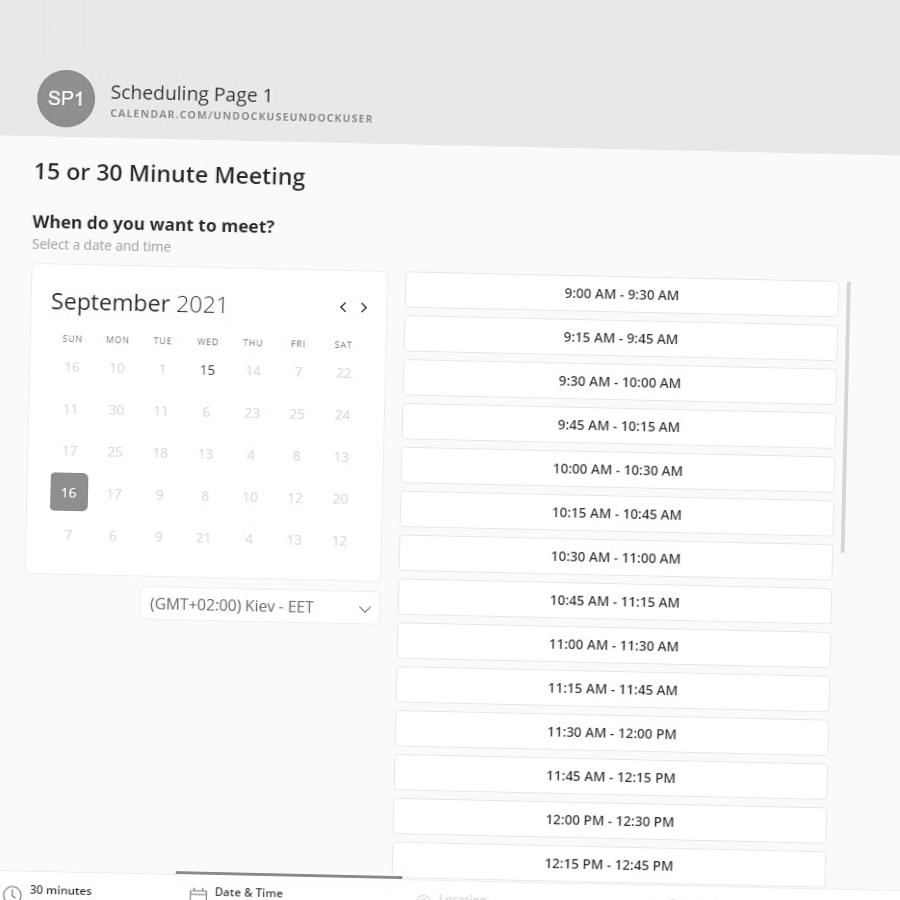 SP1
Scheduling Page 1
CALENDAR.COM/UNDOCKUSEUNDOCKUSER
15 or 30 Minute Meeting
When do you want to meet?
Select a date and time
September 2021
SUN MON TUE WED THU FRI SAT
16 10 1 15 14 7 22
11 30 11 6 23 25 24
17 25 18 13 4 8 13
16 17 9 8 10 12 20
7 6 9 21 4 13 12
(GMT+02:00) Kiev - EET
9:00 AM - 9:30 AM
9:15 AM - 9:45 AM
9:30 AM - 10:00 AM
9:45 AM - 10:15 AM
10:00 AM - 10:30 AM
10:15 AM - 10:45 AM
10:30 AM - 11:00 AM
10:45 AM - 11:15 AM
11:00 AM - 11:30 AM
11:15 AM - 11:45 AM
11:30 AM - 12:00 PM
11:45 AM - 12:15 PM
12:00 PM - 12:30 PM
12:15 PM - 12:45 PM
30 minutes
Date & Time
Location